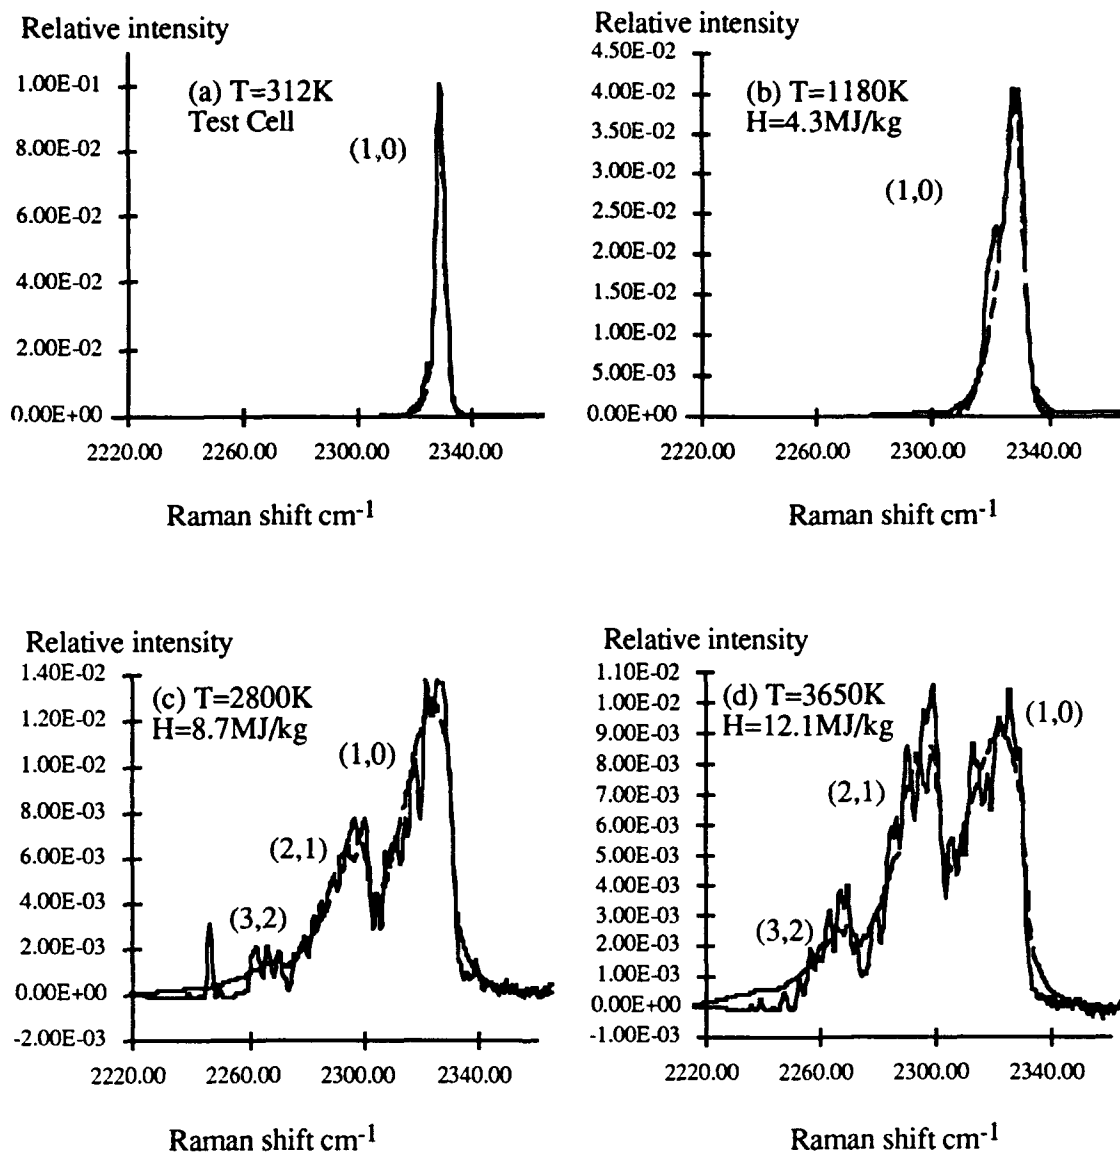 Relative intensity
1.00E-01
8.00E-02
6.00E-02
4.00E-02
2.00E-02
0.00E+00
(a) T=312K
Test Cell
(1,0)
2220.00 2260.00 2300.00 2340.00
Raman shift cm-1
Relative intensity
4.50E-02
4.00E-02
3.50E-02
3.00E-02
2.50E-02
2.00E-02
1.50E-02
1.00E-02
5.00E-03
0.00E+00
(b) T=1180K
H=4.3MJ/kg
(1,0)
2220.00 2260.00 2300.00 2340.00
Raman shift cm-1
Relative intensity
1.40E-02
1.20E-02
1.00E-02
8.00E-03
6.00E-03
4.00E-03
2.00E-03
0.00E+00
-2.00E-03
(c) T=2800K
H=8.7MJ/kg
(1,0)
(2,1)
(3,2)
2220.00 2260.00 2300.00 2340.00
Raman shift cm-1
Relative intensity
1.10E-02
1.00E-02
9.00E-03
8.00E-03
7.00E-03
6.00E-03
5.00E-03
4.00E-03
3.00E-03
2.00E-03
1.00E-03
0.00E+00
-1.00E-03
(d) T=3650K
H=12.1MJ/kg
(1,0)
(2,1)
(3,2)
2220.00 2260.00 2300.00 2340.00
Raman shift cm-1